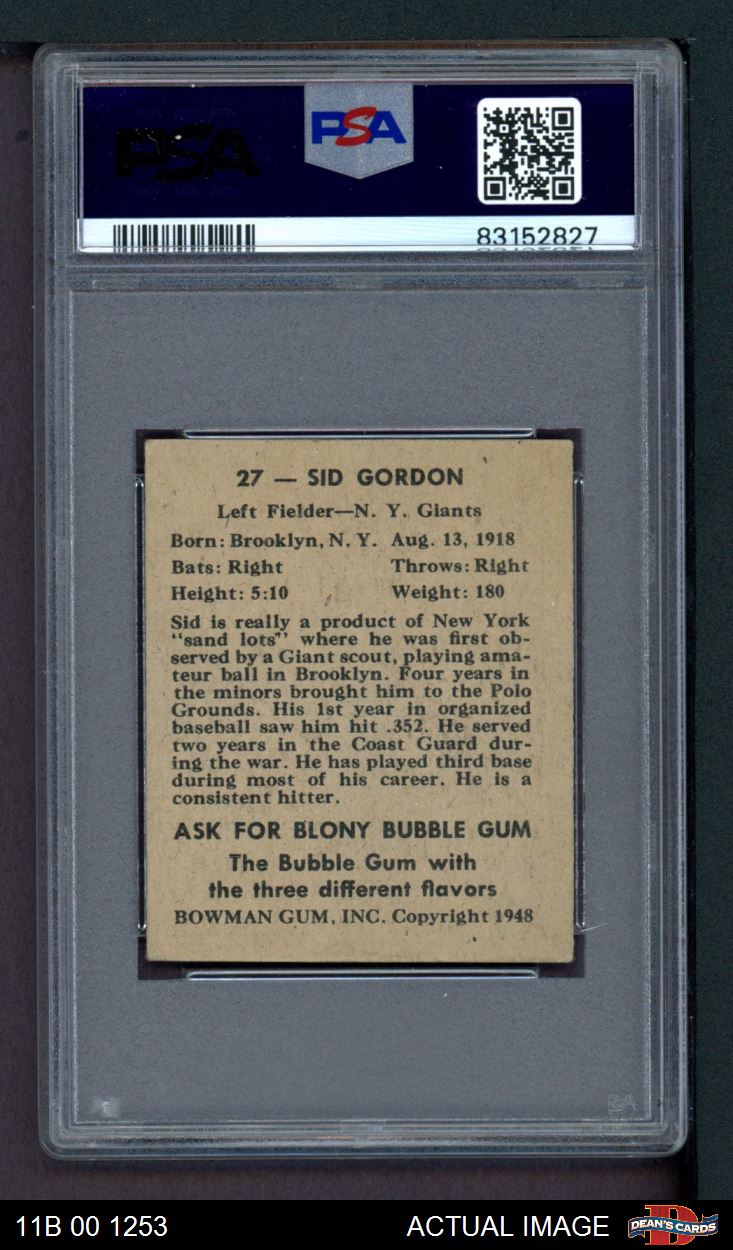 PSA
PSA
83152827
27 — SID GORDON
Left Fielder—N. Y. Giants
Born: Brooklyn, N. Y. Aug. 13, 1918
Bats: Right Throws: Right
Height: 5:10 Weight: 180
Sid is really a product of New York
"sand lots" where he was first ob-
served by a Giant scout, playing ama-
teur ball in Brooklyn. Four years in
the minors brought him to the Polo
Grounds. His 1st year in organized
baseball saw him hit .352. He served
two years in the Coast Guard dur-
ing the war. He has played third base
during most of his career. He is a
consistent hitter.
ASK FOR BLONY BUBBLE GUM
The Bubble Gum with
the three different flavors
BOWMAN GUM, INC. Copyright 1948
PSA
11B 00 1253 ACTUAL IMAGE DEAN'S CARDS